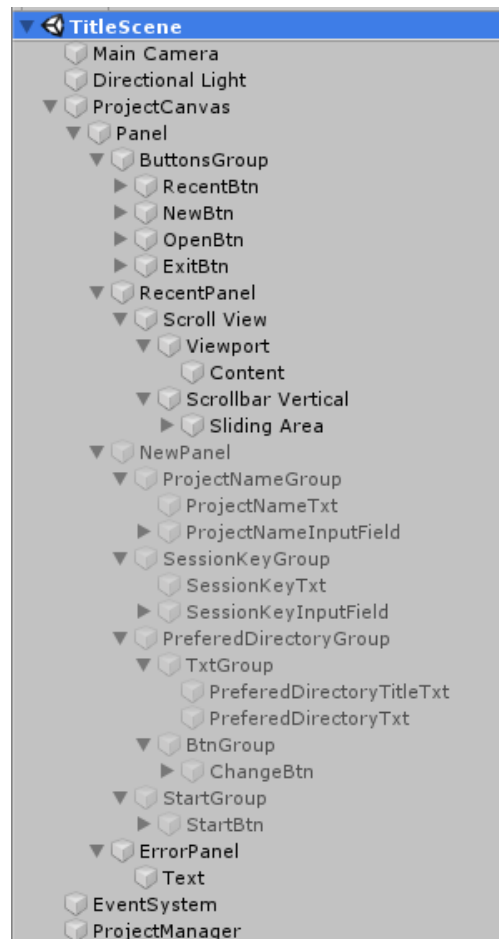 TitleScene
Main Camera
Directional Light
ProjectCanvas
Panel
ButtonsGroup
RecentBtn
NewBtn
OpenBtn
ExitBtn
RecentPanel
Scroll View
Viewport
Content
Scrollbar Vertical
Sliding Area
NewPanel
ProjectNameGroup
ProjectNameTxt
ProjectNameInputField
SessionKeyGroup
SessionKeyTxt
SessionKeyInputField
PreferedDirectoryGroup
TxtGroup
PreferedDirectoryTitleTxt
PreferedDirectoryTxt
BtnGroup
ChangeBtn
StartGroup
StartBtn
ErrorPanel
Text
EventSystem
ProjectManager